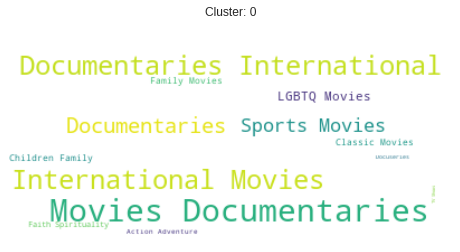 Cluster: 0
Documentaries International
Family Movies
LGBTQ Movies
Documentaries
Sports Movies
Classic Movies
Children Family
Docuseries
International Movies
Movies Documentaries
Faith Spirituality
Action Adventure